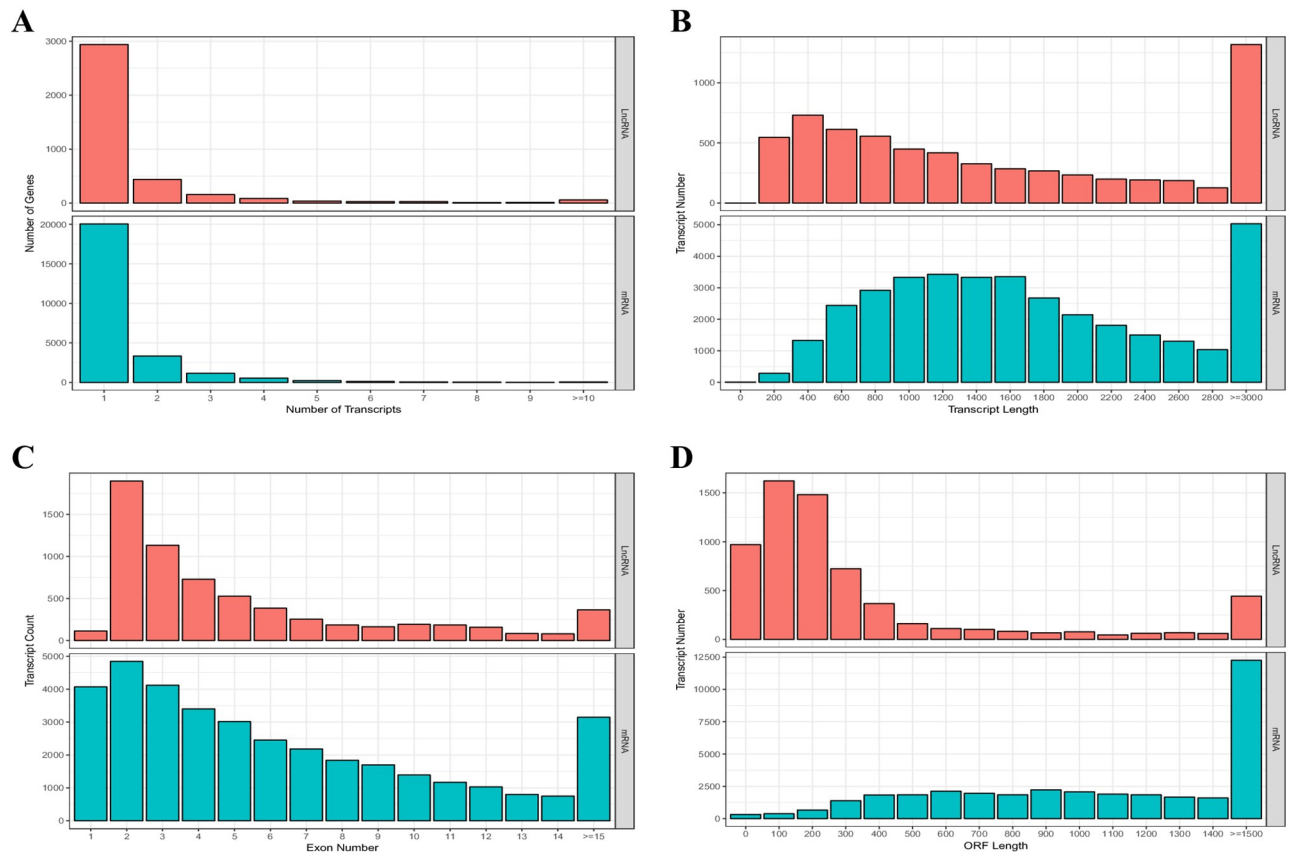 A
Number of Genes
3000
2000
1000
0
LncRNA
20000
15000
10000
5000
0
mRNA
1 2 3 4 5 6 7 8 9 >=10
Number of Transcripts
B
Transcript Number
1000
500
0
LncRNA
5000
4000
3000
2000
1000
0
mRNA
0 200 400 600 800 1000 1200 1400 1600 1800 2000 2200 2400 2600 2800 >=3000
Transcript Length
C
Transcript Count
1500
1000
500
0
LncRNA
5000
4000
3000
2000
1000
0
mRNA
1 2 3 4 5 6 7 8 9 10 11 12 13 14 >=15
Exon Number
D
Transcript Number
1500
1000
500
0
LncRNA
12500
10000
7500
5000
2500
0
mRNA
0 100 200 300 400 500 600 700 800 900 1000 1100 1200 1300 1400 >=1500
ORF Length